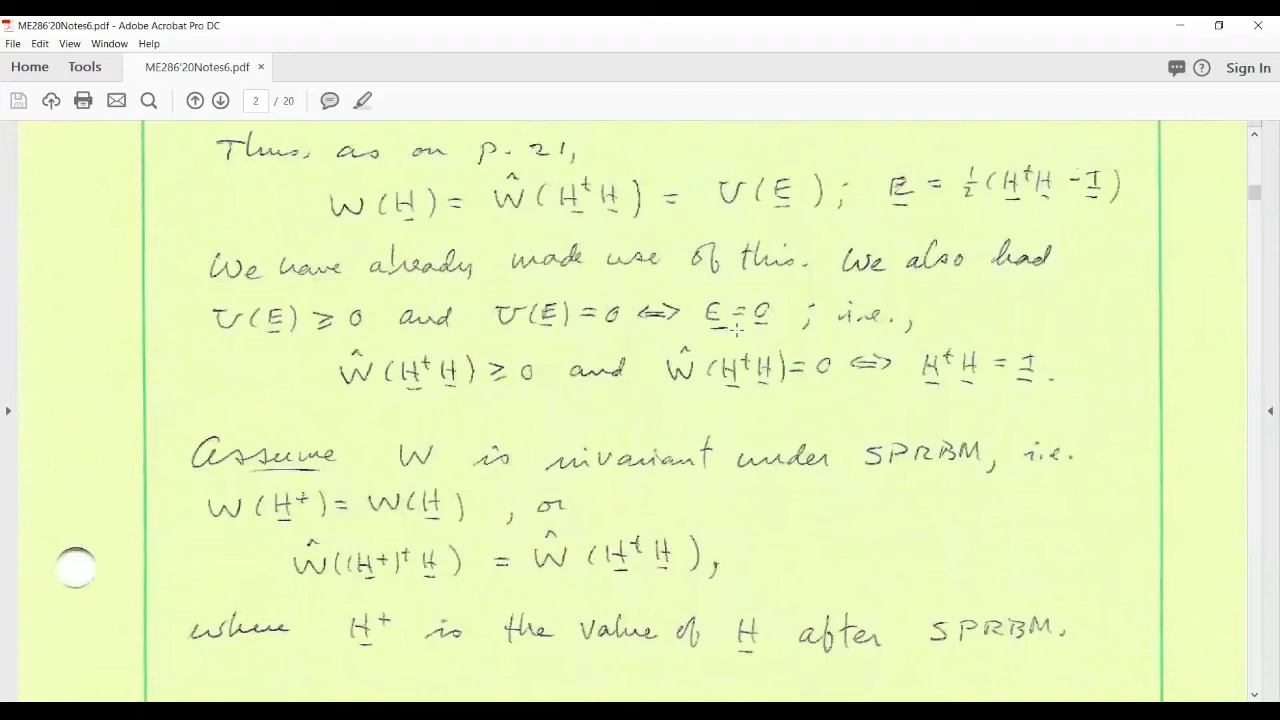 ME286'20Notes6.pdf - Adobe Acrobat Pro DC
File Edit View Window Help
Home Tools ME286'20Notes6.pdf × Sign In
2 / 20
Thus, as on p. 21,
W(H) = Ŵ(HᵗH) = U(E); E = ½(HᵗH - I)
We have already made use of this. We also had
U(E) ≥ 0 and U(E) = 0 ⇔ E = 0; i.e.,
Ŵ(HᵗH) ≥ 0 and Ŵ(HᵗH) = 0 ⇔ HᵗH = I.
Assume W is invariant under SPRBM, i.e.
W(H⁺) = W(H), or
Ŵ((H⁺)ᵗH) = Ŵ(HᵗH),
where H⁺ is the value of H after SPRBM.